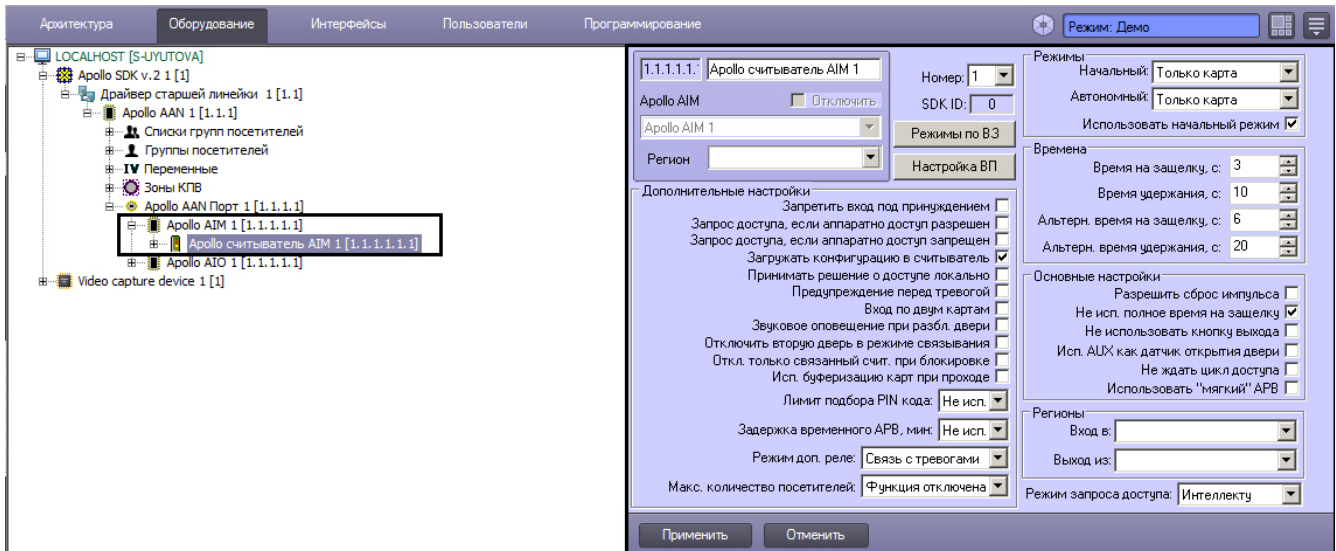 Архитектура Оборудование Интерфейсы Пользователи Программирование Режим: Демо
LOCALHOST [S-UYUTOVA]
Apollo SDK v.2 1 [1]
Драйвер старшей линейки 1 [1.1]
Apollo AAN 1 [1.1.1]
Списки групп посетителей
Группы посетителей
IV Переменные
Зоны КПВ
Apollo AAN Порт 1 [1.1.1.1]
Apollo AIM 1 [1.1.1.1.1]
Apollo считыватель AIM 1 [1.1.1.1.1.1]
Apollo AIO 1 [1.1.1.1.1]
Video capture device 1 [1]
1.1.1.1.1. Apollo считыватель AIM 1
Номер: 1
Apollo AIM Отключить
SDK ID: 0
Apollo AIM 1
Режимы по ВЗ
Регион
Настройка ВП
Дополнительные настройки
Запретить вход под принуждением
Запрос доступа, если аппаратно доступ разрешен
Запрос доступа, если аппаратно доступ запрещен
Загружать конфигурацию в считыватель
Принимать решение о доступе локально
Предупреждение перед тревогой
Вход по двум картам
Звуковое оповещение при разбл. двери
Отключить вторую дверь в режиме связывания
Откл. только связанный счит. при блокировке
Исп. буферизацию карт при проходе
Лимит подбора PIN кода: Не исп.
Задержка временного APB, мин: Не исп.
Режим доп. реле: Связь с тревогами
Макс. количество посетителей: Функция отключена
Режимы
Начальный: Только карта
Автономный: Только карта
Использовать начальный режим
Времена
Время на защелку, с: 3
Время удержания, с: 10
Альтерн. время на защелку, с: 6
Альтерн. время удержания, с: 20
Основные настройки
Разрешить сброс импульса
Не исп. полное время на защелку
Не использовать кнопку выхода
Исп. AUX как датчик открытия двери
Не ждать цикл доступа
Использовать "мягкий" APB
Регионы
Вход в:
Выход из:
Режим запроса доступа: Интеллекту
Применить Отменить